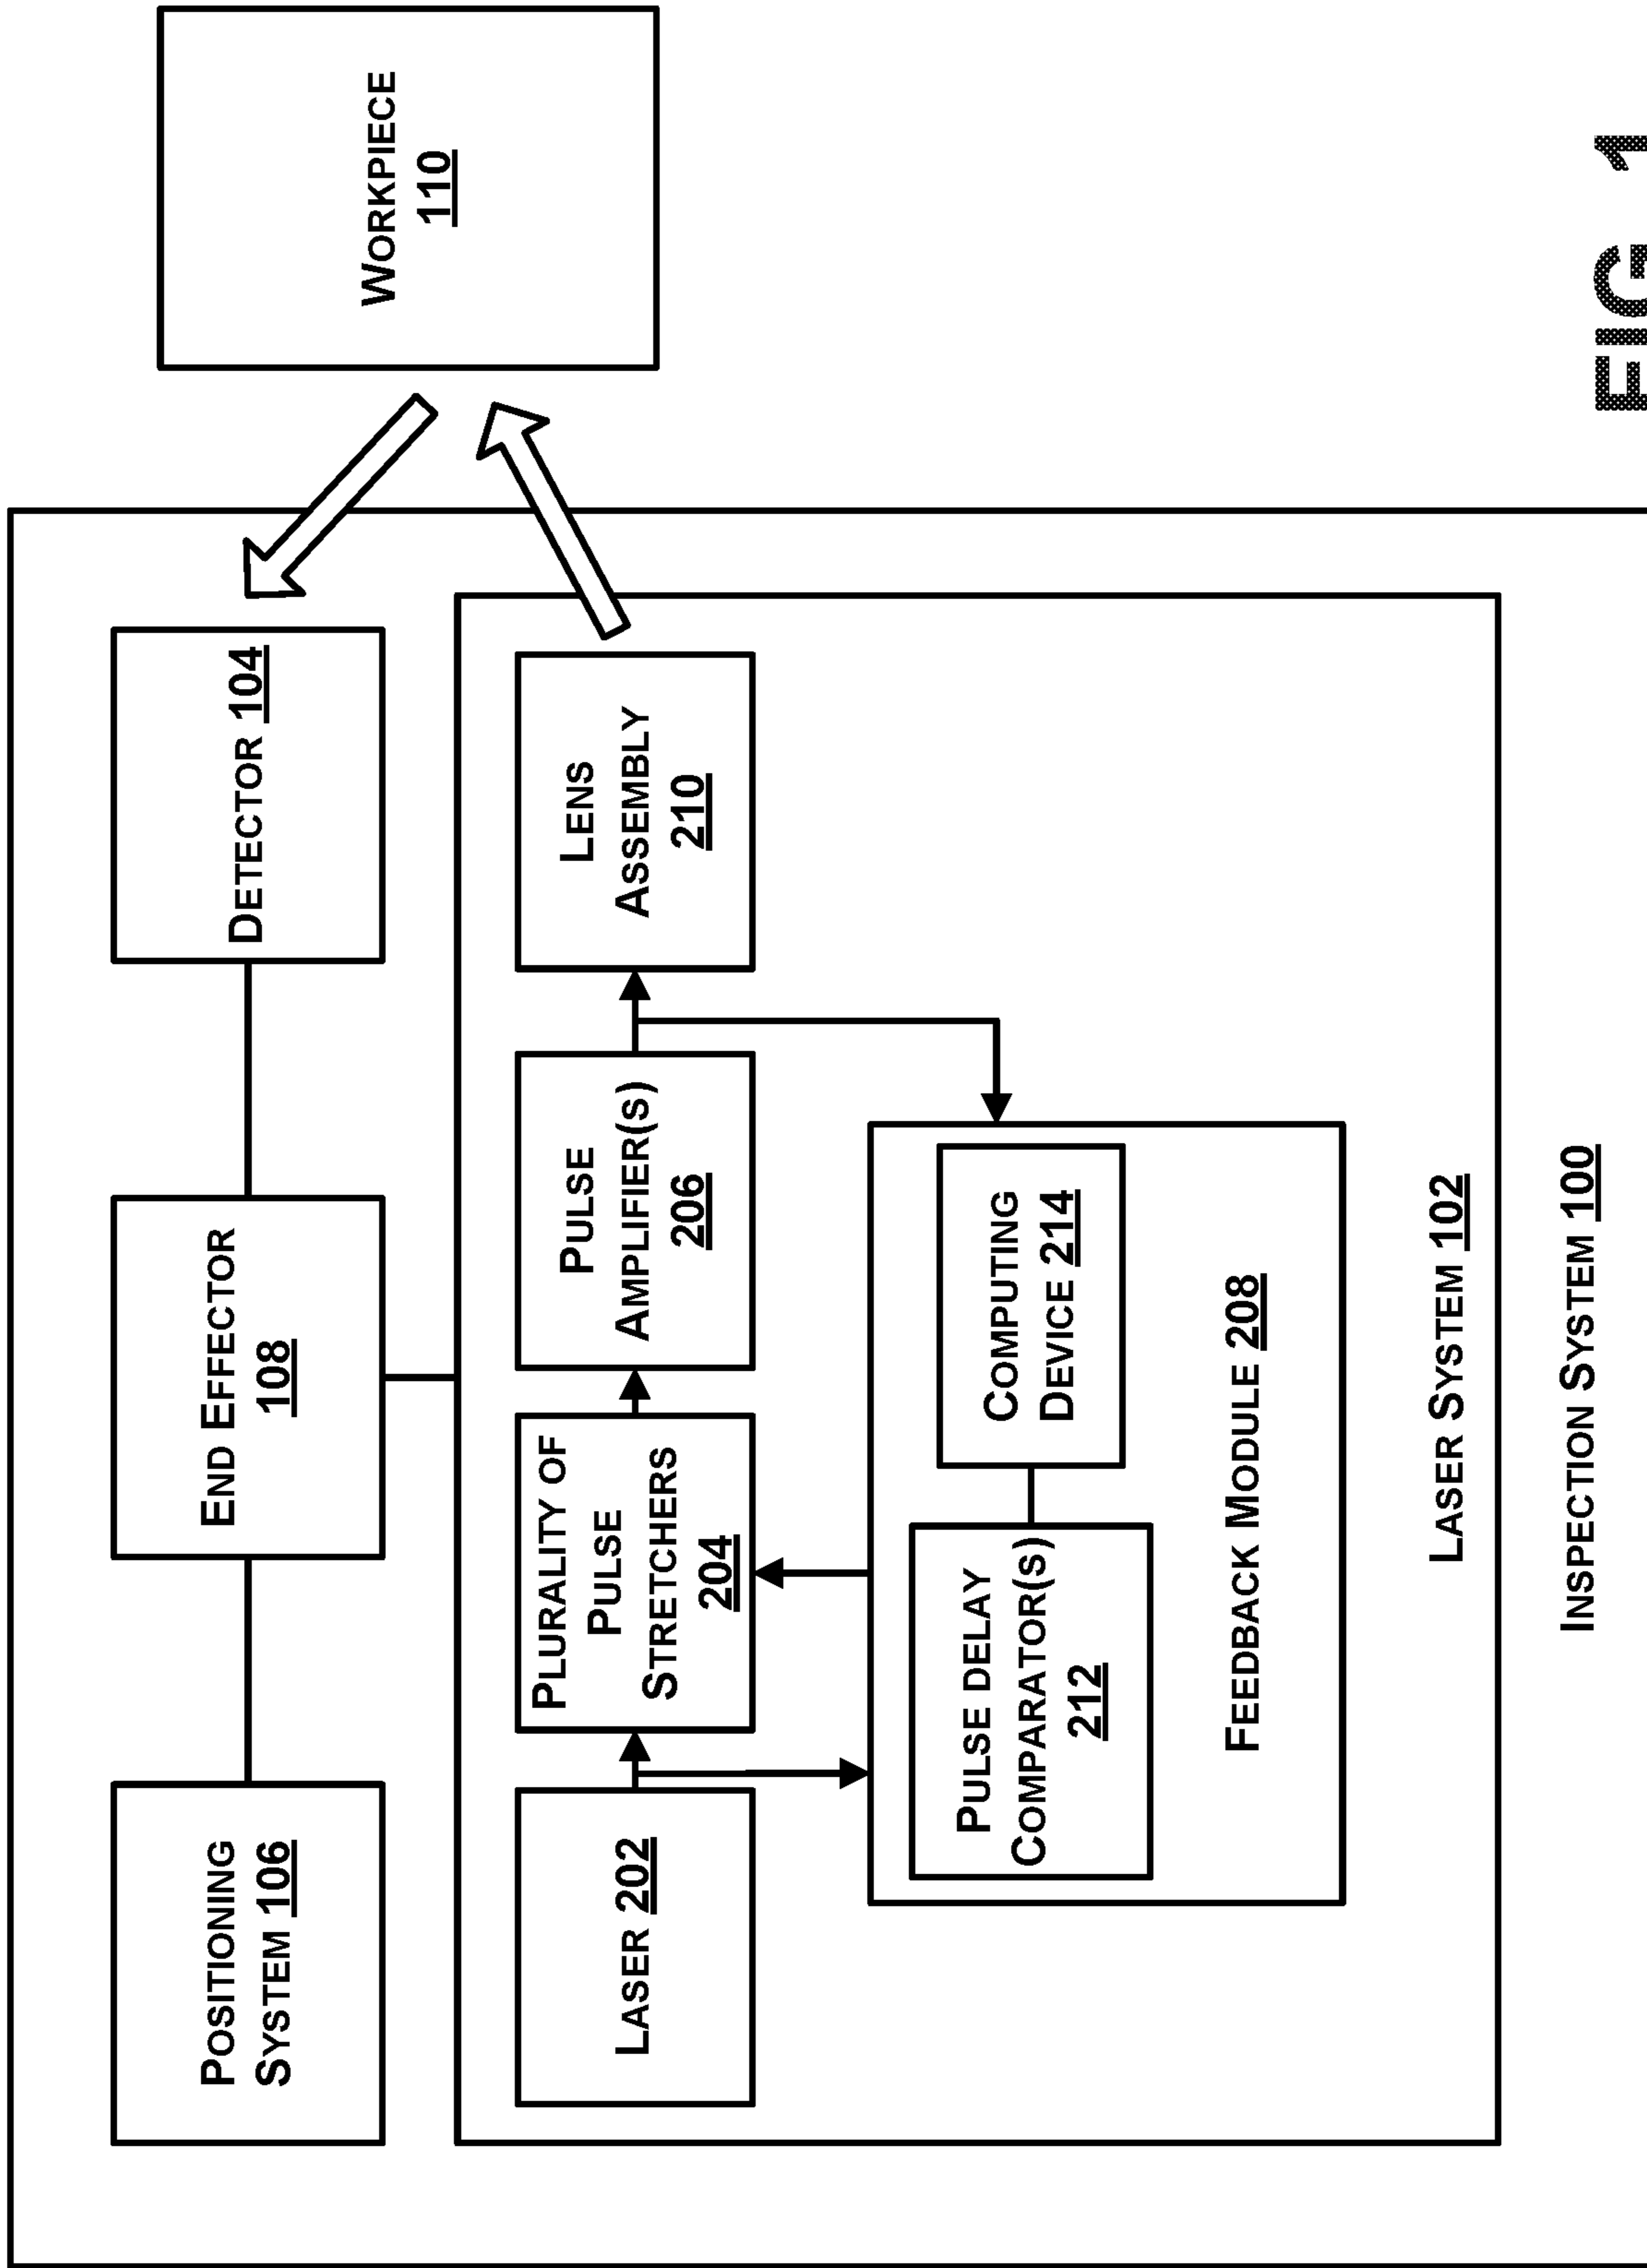 POSITIONING
SYSTEM 106
END EFFECTOR
108
DETECTOR 104
WORKPIECE
110
LASER 202
PLURALITY OF
PULSE
STRETCHERS
204
PULSE
AMPLIFIER(S)
206
LENS
ASSEMBLY
210
PULSE DELAY
COMPARATOR(S)
212
COMPUTING
DEVICE 214
FEEDBACK MODULE 208
LASER SYSTEM 102
INSPECTION SYSTEM 100
FIG 1